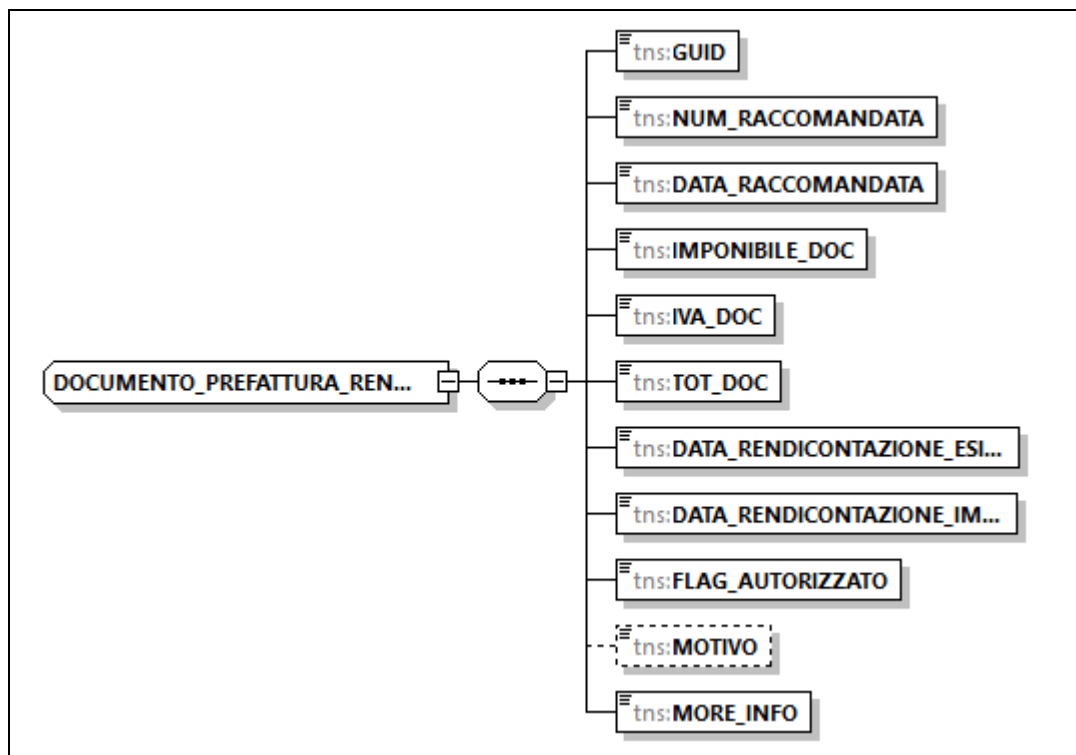 tns:GUID
tns:NUM_RACCOMANDATA
tns:DATA_RACCOMANDATA
tns:IMPONIBILE_DOC
tns:IVA_DOC
DOCUMENTO_PREFATTURA_REN...
tns:TOT_DOC
tns:DATA_RENDICONTAZIONE_ESI...
tns:DATA_RENDICONTAZIONE_IM...
tns:FLAG_AUTORIZZATO
tns:MOTIVO
tns:MORE_INFO